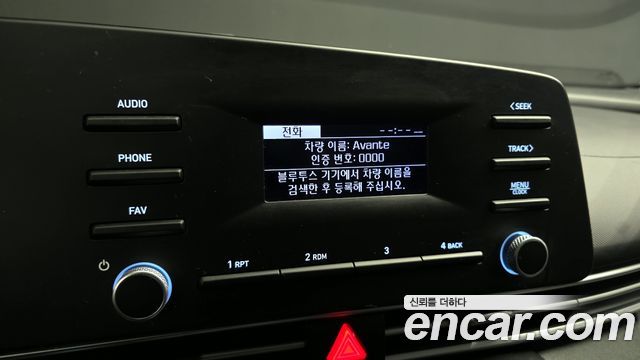 AUDIO
PHONE
FAV
전화
--:-- __
차량 이름: Avante
인증 번호: 0000
블루투스 기기에서 차량 이름을
검색한 후 등록해 주십시오.
<SEEK
TRACK>
MENU
CLOCK
1 RPT
2 RDM
3
4 BACK
신뢰를 더하다
encar.com